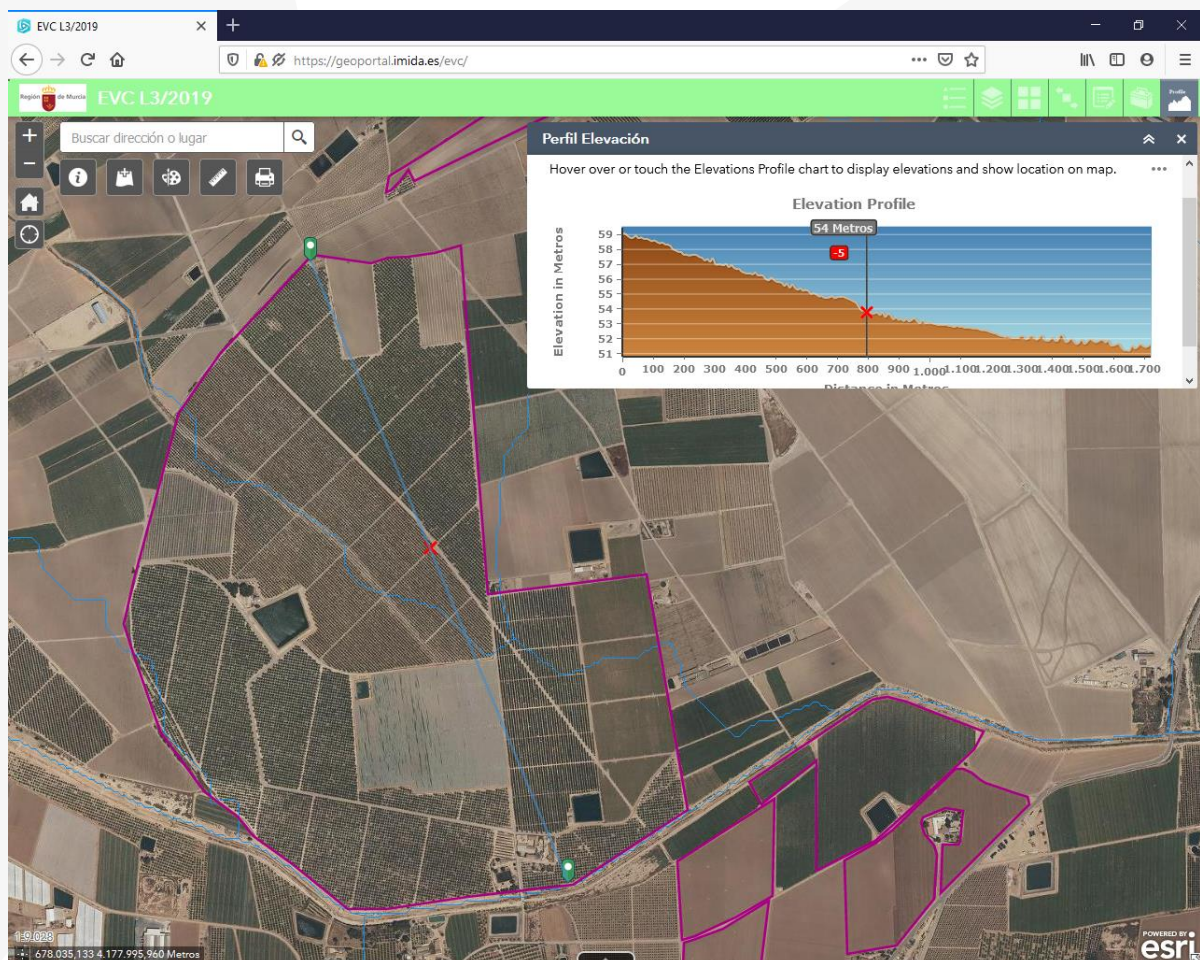 EVC L3/2019
https://geoportal.imida.es/evc/
Región de Murcia
EVC L3/2019
Profile
Buscar dirección o lugar
Perfil Elevación
Hover over or touch the Elevations Profile chart to display elevations and show location on map.
Elevation Profile
54 Metros
-5
Elevation in Metros
59
58
57
56
55
54
53
52
51
0 100 200 300 400 500 600 700 800 900 1.000 1.100 1.200 1.300 1.400 1.500 1.600 1.700
Distance in Metros
1:9.028
678.035,133 4.177.995,960 Metros
POWERED BY
esri